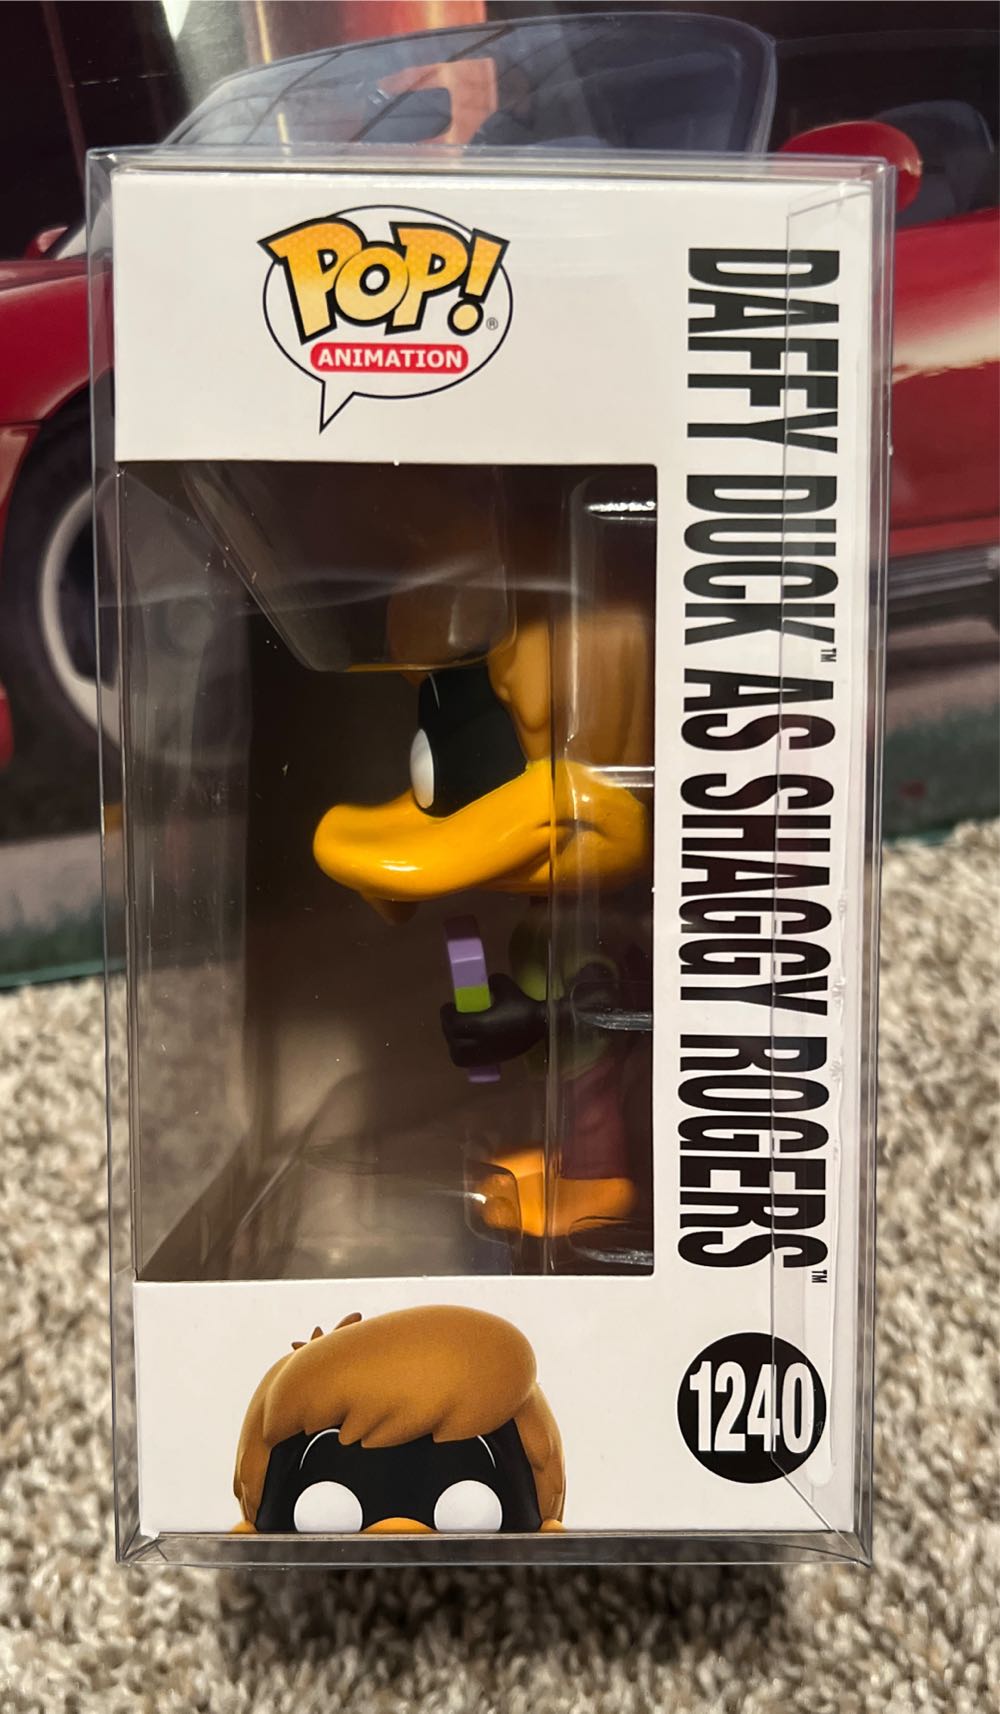 POP!®
ANIMATION
DAFFY DUCK™ AS SHAGGY ROGERS™
1240